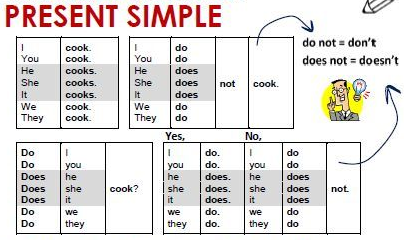 PRESENT SIMPLE
I cook. I do
You cook. You do
He cooks. He does
She cooks. She does not cook.
It cooks. It does
We cook. We do
They cook. They do
do not = don't
does not = doesn't
Yes, No,
Do I I do. I do
Do you you do. you do
Does he he does. he does
Does she cook? she does. she does not.
Does it it does. it does
Do we we do. we do
Do they they do. they do